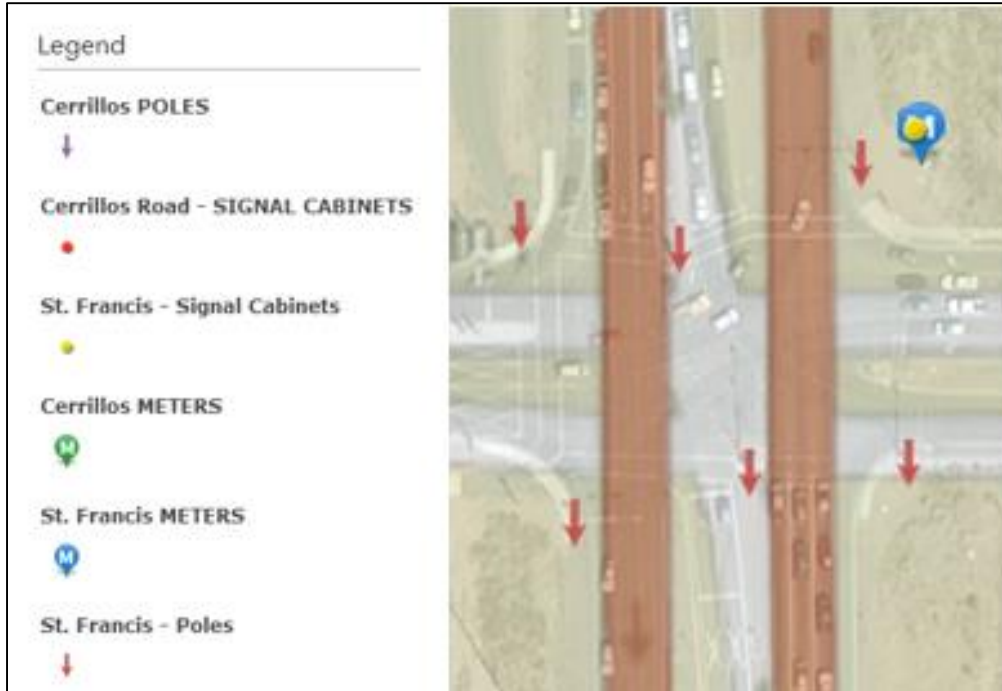 Legend
Cerrillos POLES
Cerrillos Road - SIGNAL CABINETS
St. Francis - Signal Cabinets
Cerrillos METERS
M
St. Francis METERS
M
St. Francis - Poles